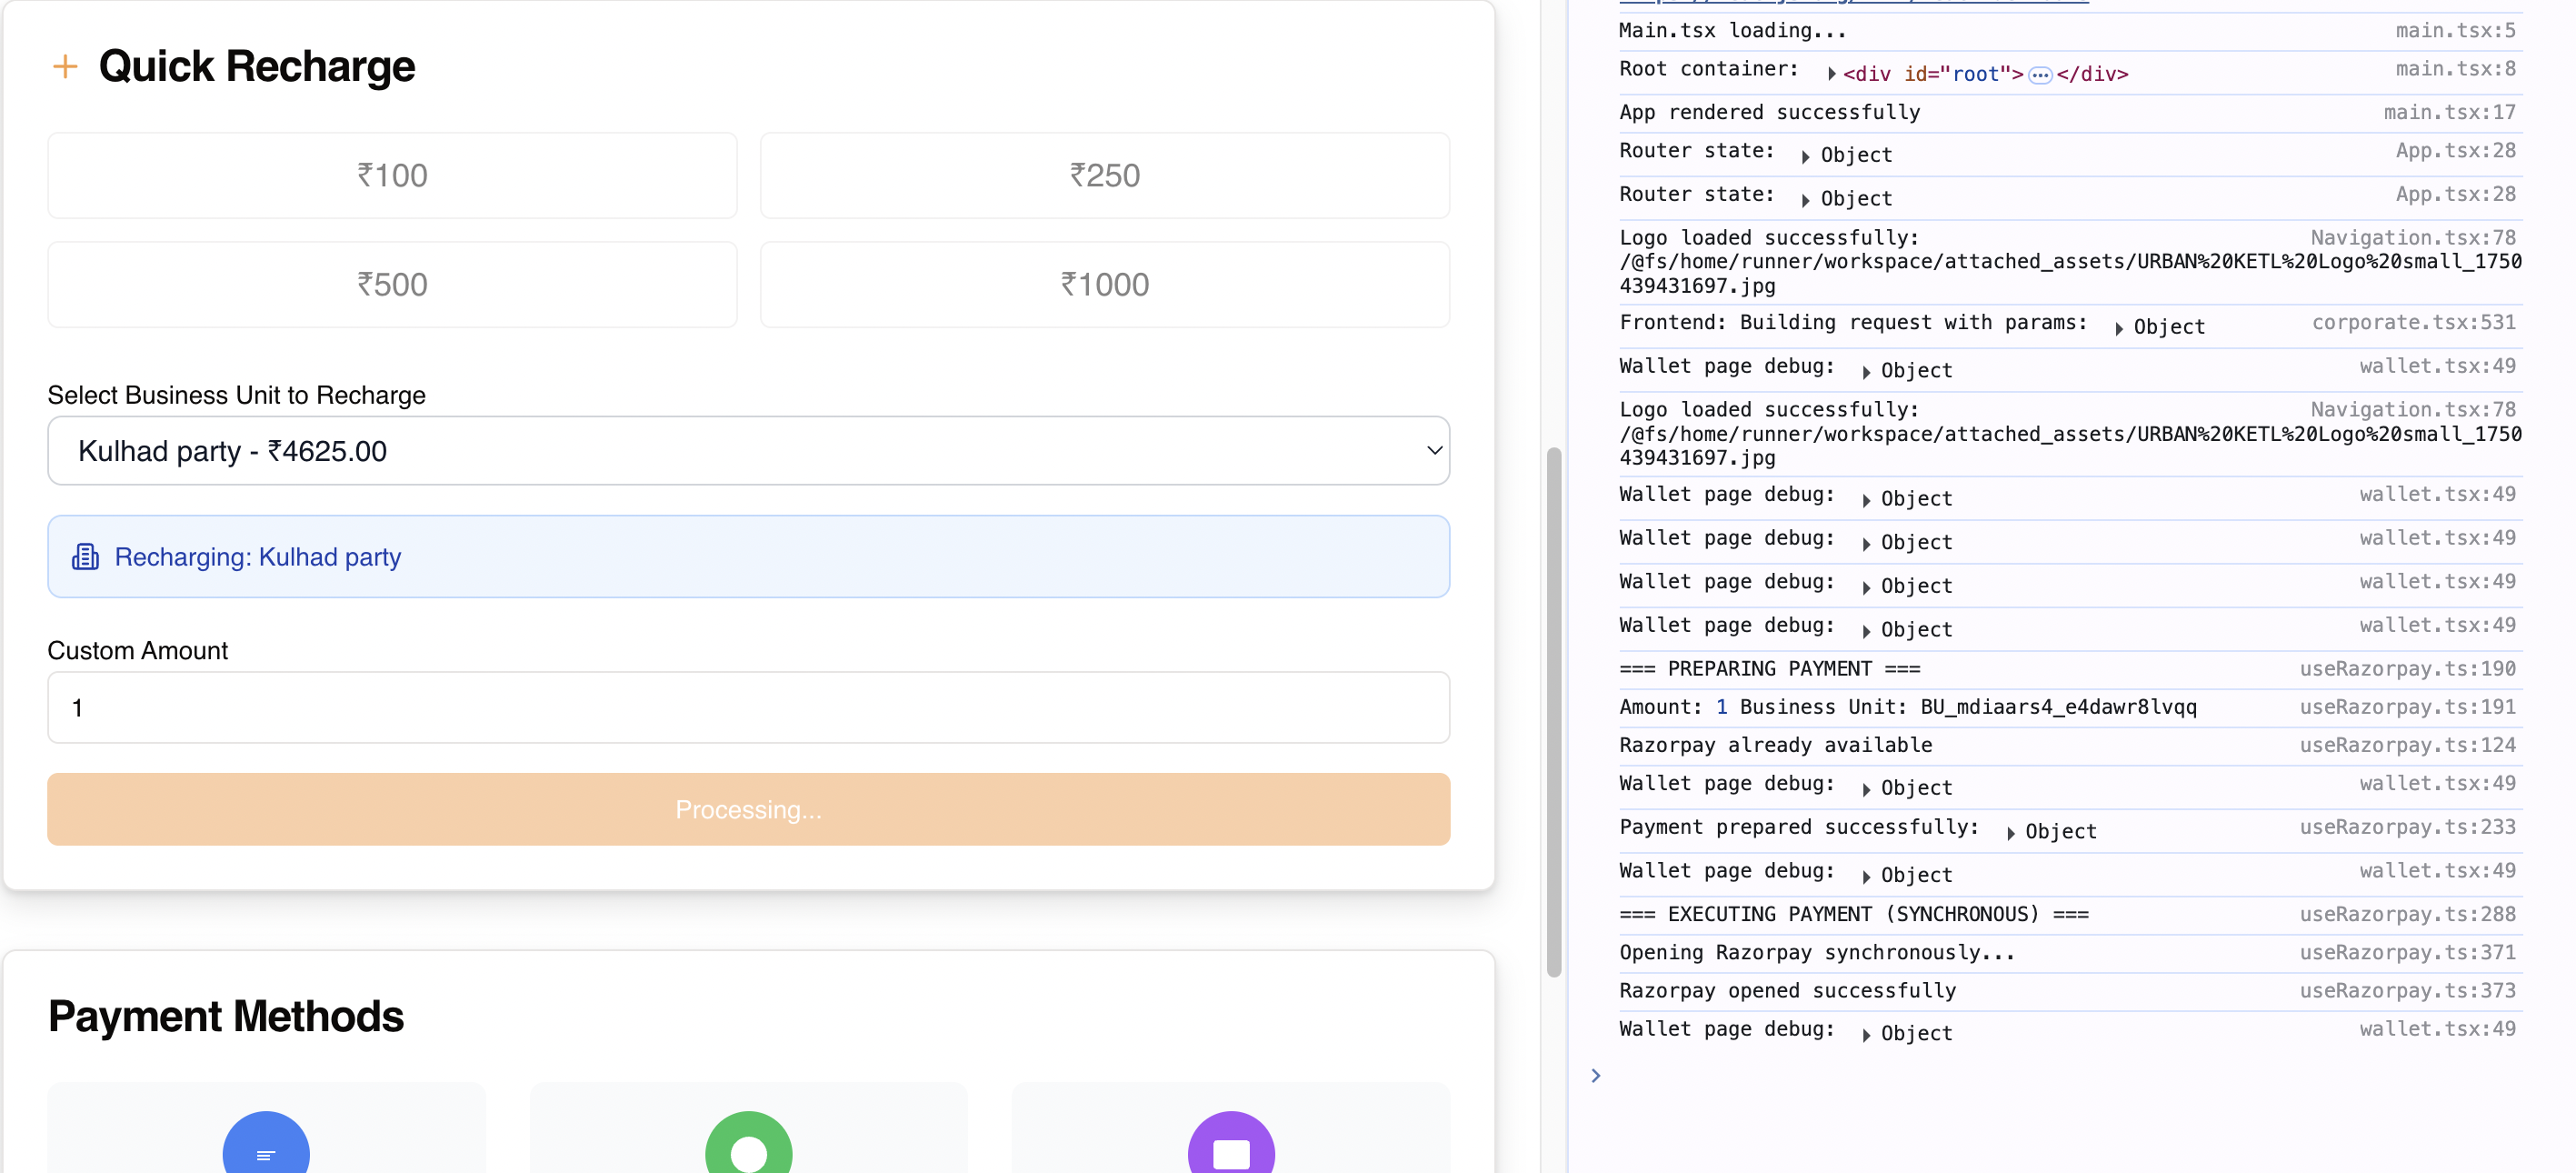 Quick Recharge
₹100
₹250
₹500
₹1000
Select Business Unit to Recharge
Kulhad party - ₹4625.00
Recharging: Kulhad party
Custom Amount
1
Processing...
Payment Methods
Main.tsx loading... main.tsx:5
Root container: <div id="root">…</div> main.tsx:8
App rendered successfully main.tsx:17
Router state: Object App.tsx:28
Router state: Object App.tsx:28
Logo loaded successfully: Navigation.tsx:78
/@fs/home/runner/workspace/attached_assets/URBAN%20KETL%20Logo%20small_1750
439431697.jpg
Frontend: Building request with params: Object corporate.tsx:531
Wallet page debug: Object wallet.tsx:49
Logo loaded successfully: Navigation.tsx:78
/@fs/home/runner/workspace/attached_assets/URBAN%20KETL%20Logo%20small_1750
439431697.jpg
Wallet page debug: Object wallet.tsx:49
Wallet page debug: Object wallet.tsx:49
Wallet page debug: Object wallet.tsx:49
Wallet page debug: Object wallet.tsx:49
=== PREPARING PAYMENT === useRazorpay.ts:190
Amount: 1 Business Unit: BU_mdiaars4_e4dawr8lvqq useRazorpay.ts:191
Razorpay already available useRazorpay.ts:124
Wallet page debug: Object wallet.tsx:49
Payment prepared successfully: Object useRazorpay.ts:233
Wallet page debug: Object wallet.tsx:49
=== EXECUTING PAYMENT (SYNCHRONOUS) === useRazorpay.ts:288
Opening Razorpay synchronously... useRazorpay.ts:371
Razorpay opened successfully useRazorpay.ts:373
Wallet page debug: Object wallet.tsx:49